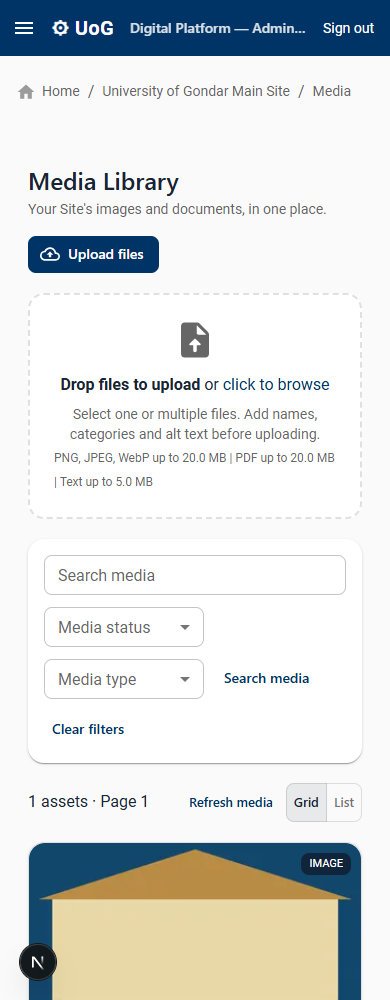 UoG
Digital Platform — Admin...
Sign out
Home / University of Gondar Main Site / Media
Media Library
Your Site's images and documents, in one place.
Upload files
Drop files to upload or click to browse
Select one or multiple files. Add names,
categories and alt text before uploading.
PNG, JPEG, WebP up to 20.0 MB | PDF up to 20.0 MB
| Text up to 5.0 MB
Search media
Media status
Media type
Search media
Clear filters
1 assets · Page 1
Refresh media
Grid
List
IMAGE
N